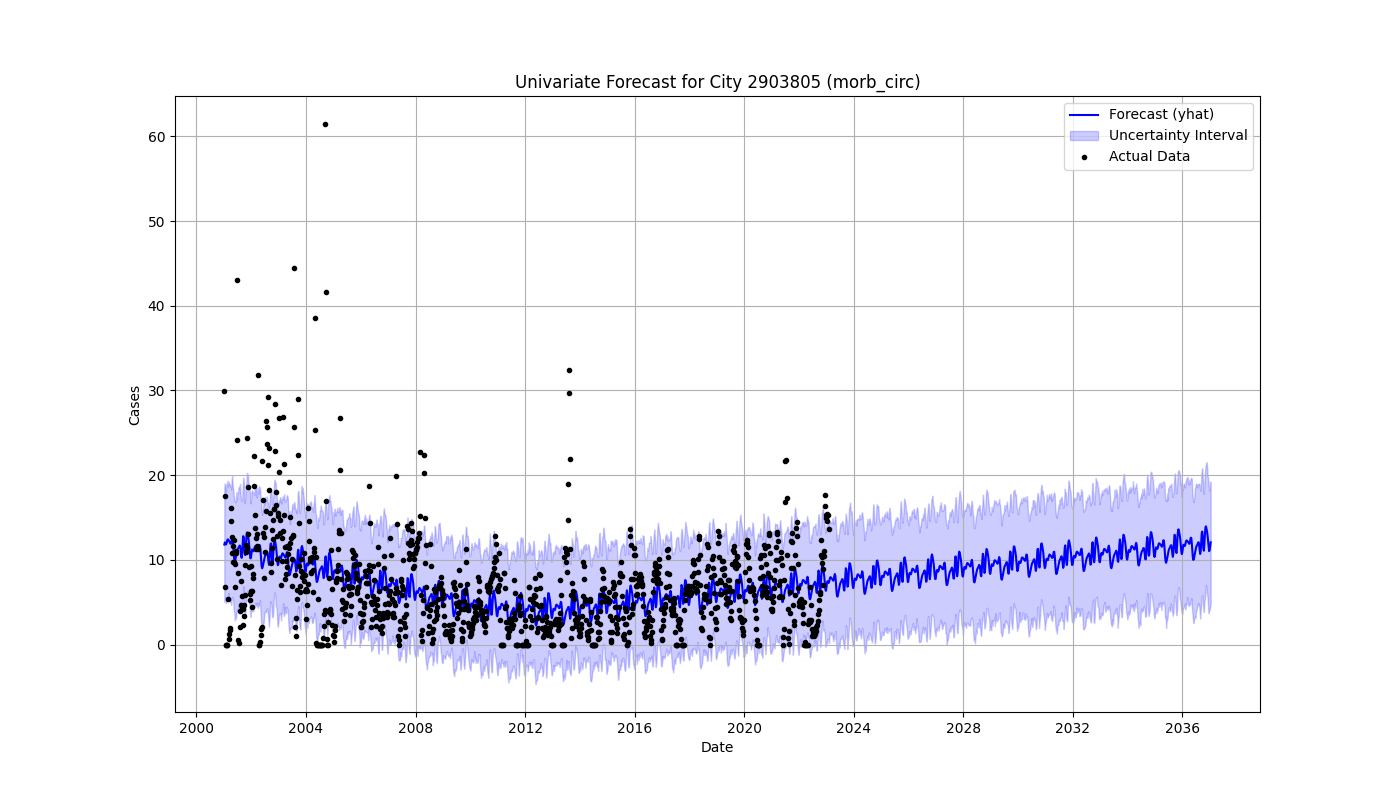 Univariate Forecast for City 2903805 (morb_circ)
Forecast (yhat)
Uncertainty Interval
Actual Data
60
50
40
30
20
10
0
Cases
2000 2004 2008 2012 2016 2020 2024 2028 2032 2036
Date